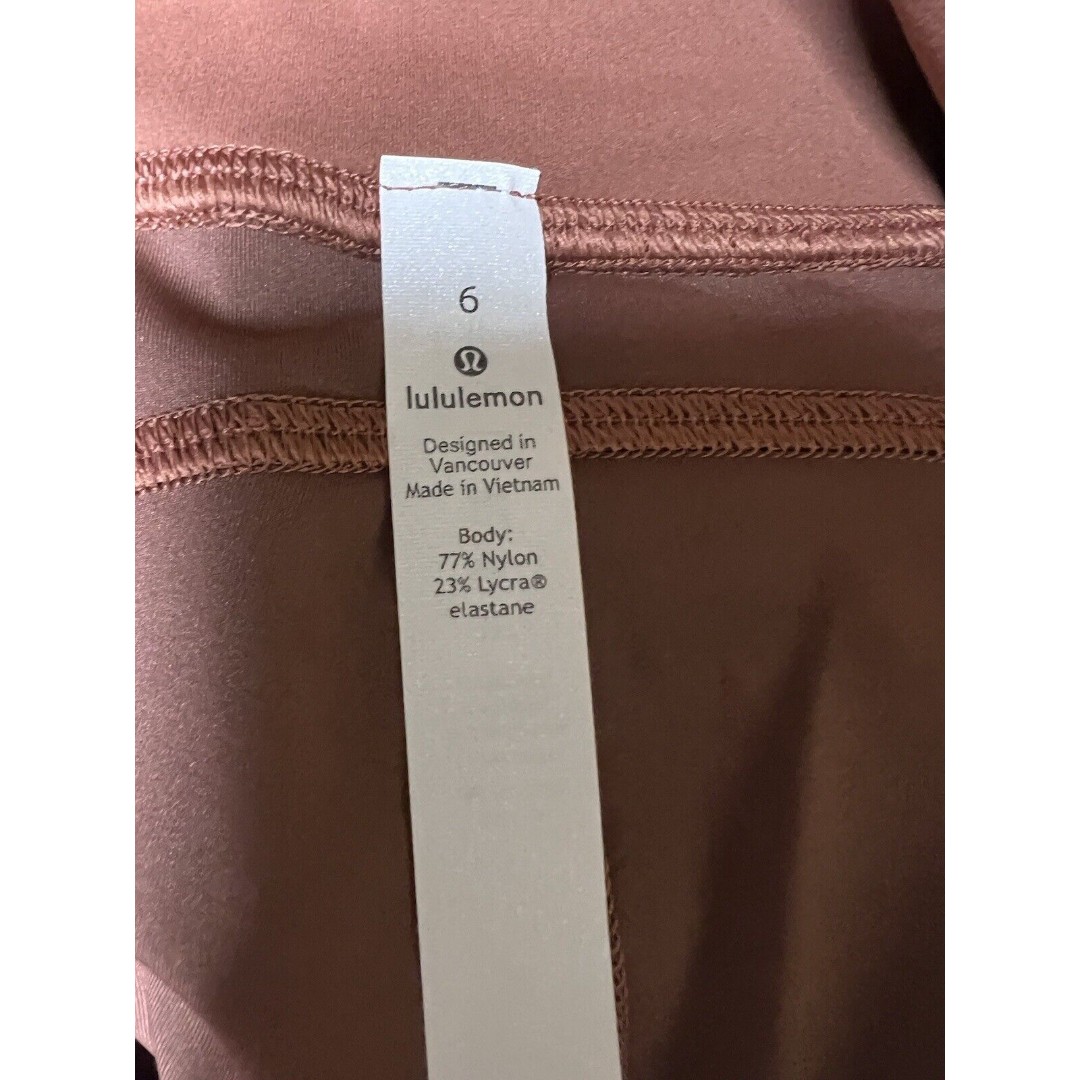 6
lululemon
Designed in
Vancouver
Made in Vietnam
Body:
77% Nylon
23% Lycra®
elastane